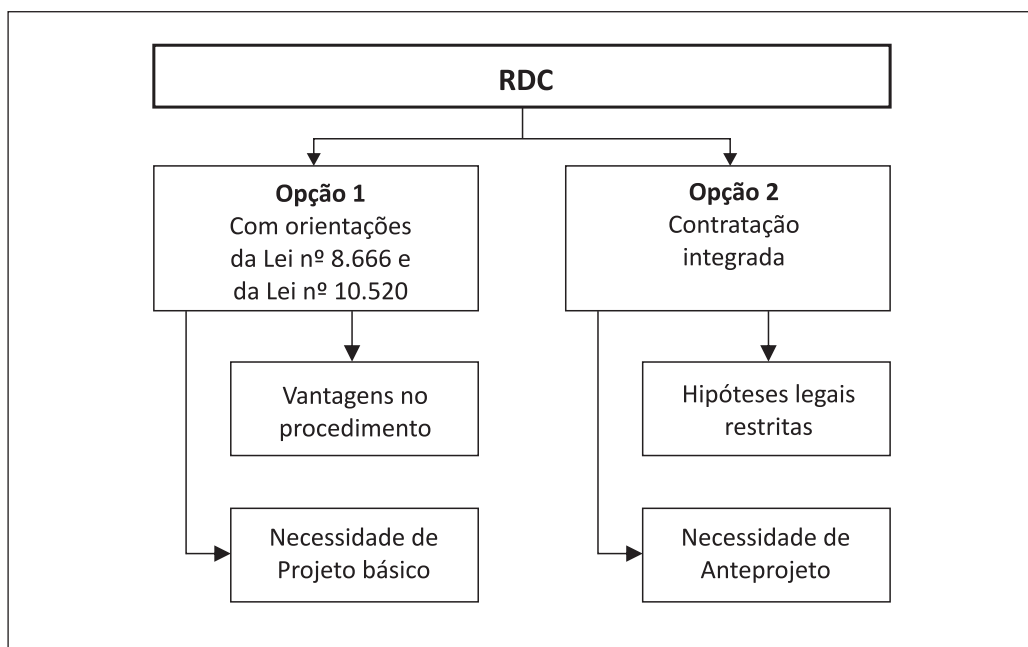 RDC
Opção 1
Com orientações
da Lei nº 8.666 e
da Lei nº 10.520
Vantagens no
procedimento
Necessidade de
Projeto básico
Opção 2
Contratação
integrada
Hipóteses legais
restritas
Necessidade de
Anteprojeto